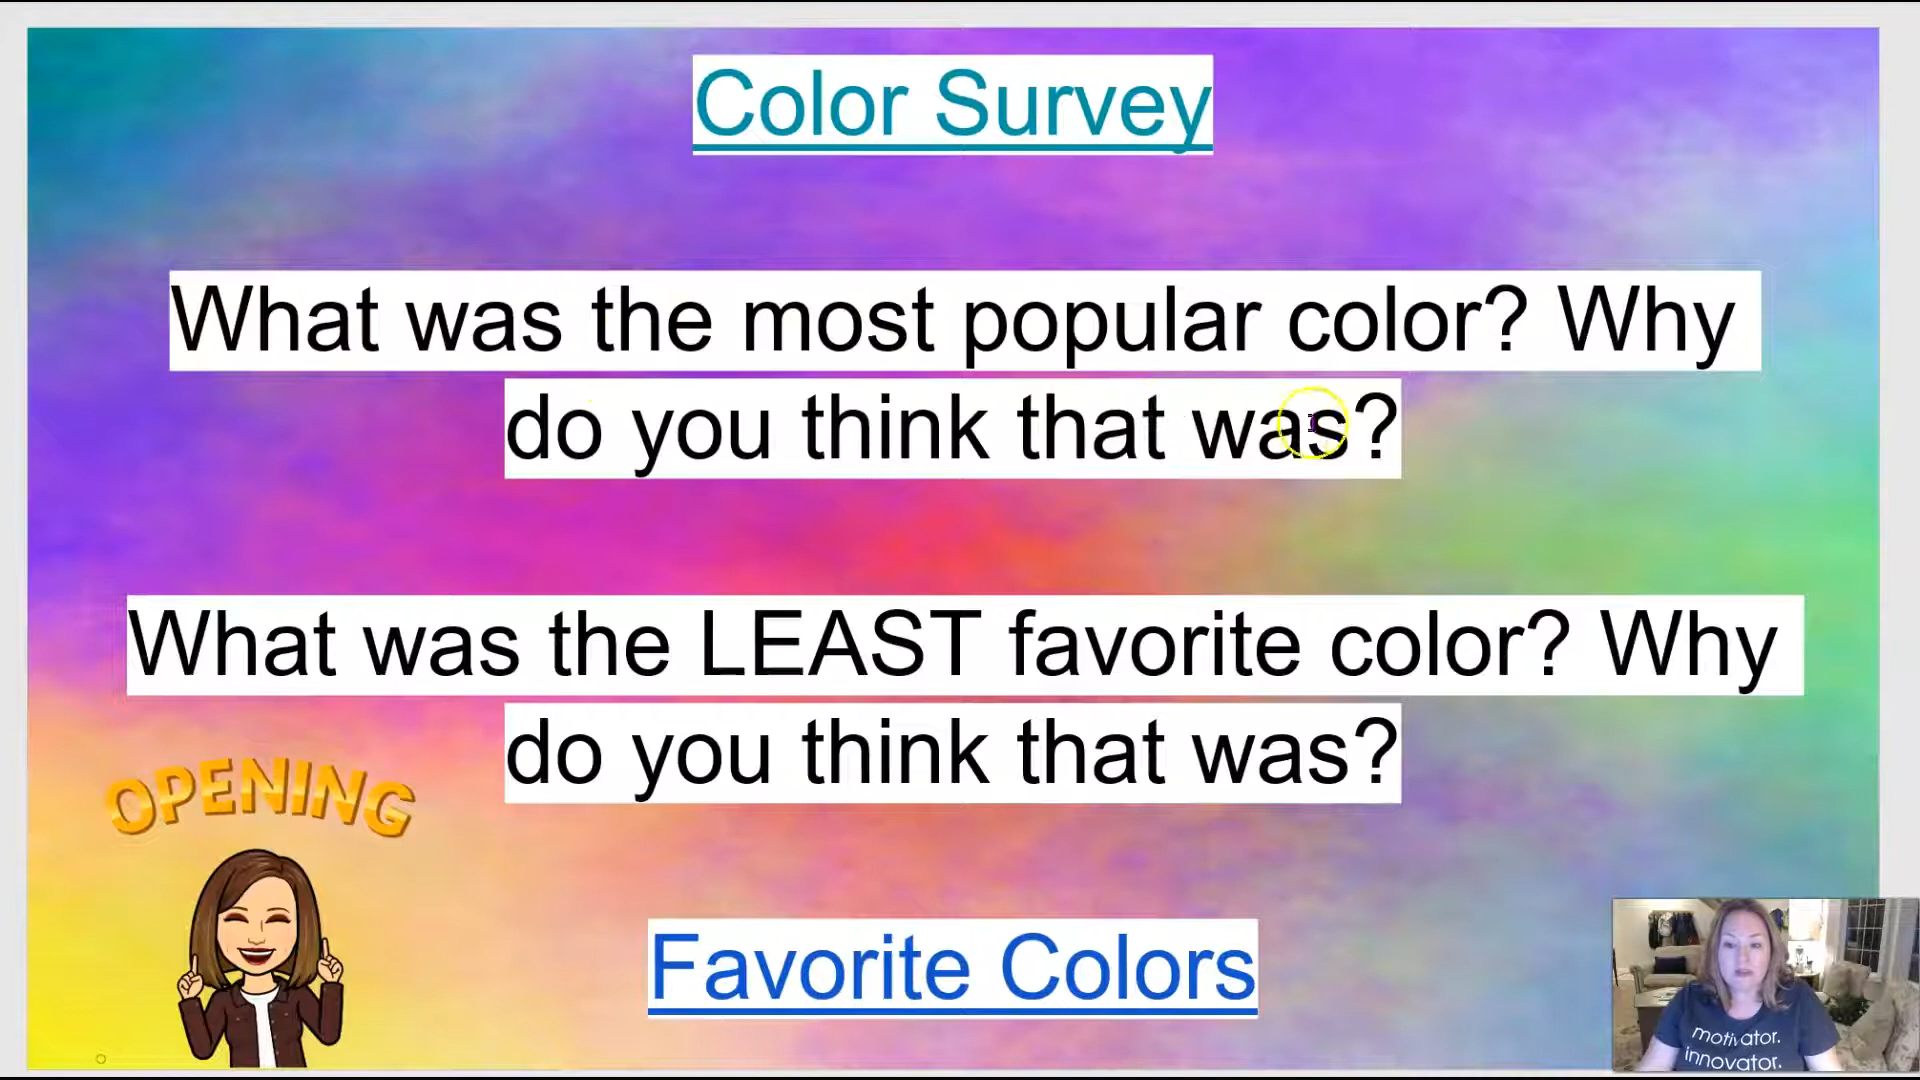 Color Survey
What was the most popular color? Why
do you think that was?
What was the LEAST favorite color? Why
do you think that was?
OPENING
Favorite Colors
motivator.
innovator.